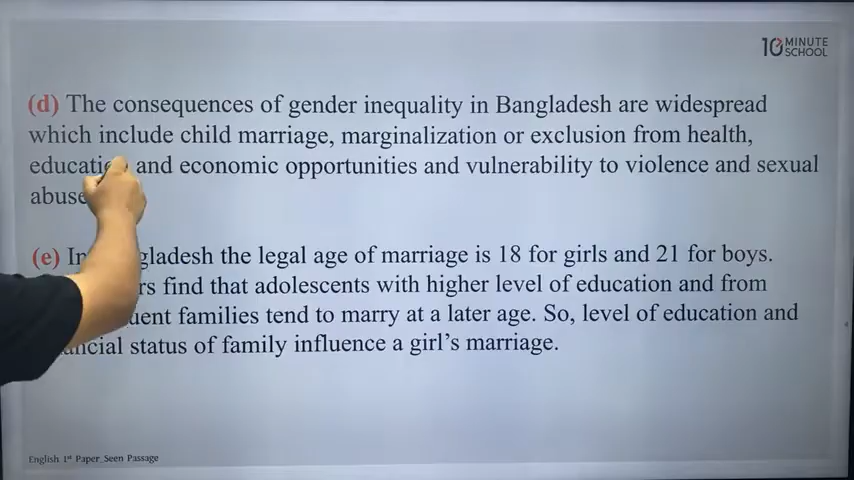 10 MINUTE SCHOOL
(d) The consequences of gender inequality in Bangladesh are widespread
which include child marriage, marginalization or exclusion from health,
and economic opportunities and vulnerability to violence and sexual
abuse
(e) the legal age of marriage is 18 for girls and 21 for boys.
find that adolescents with higher level of education and from
families tend to marry at a later age. So, level of education and
status of family influence a girl's marriage.
English 1st Paper Seen Passage